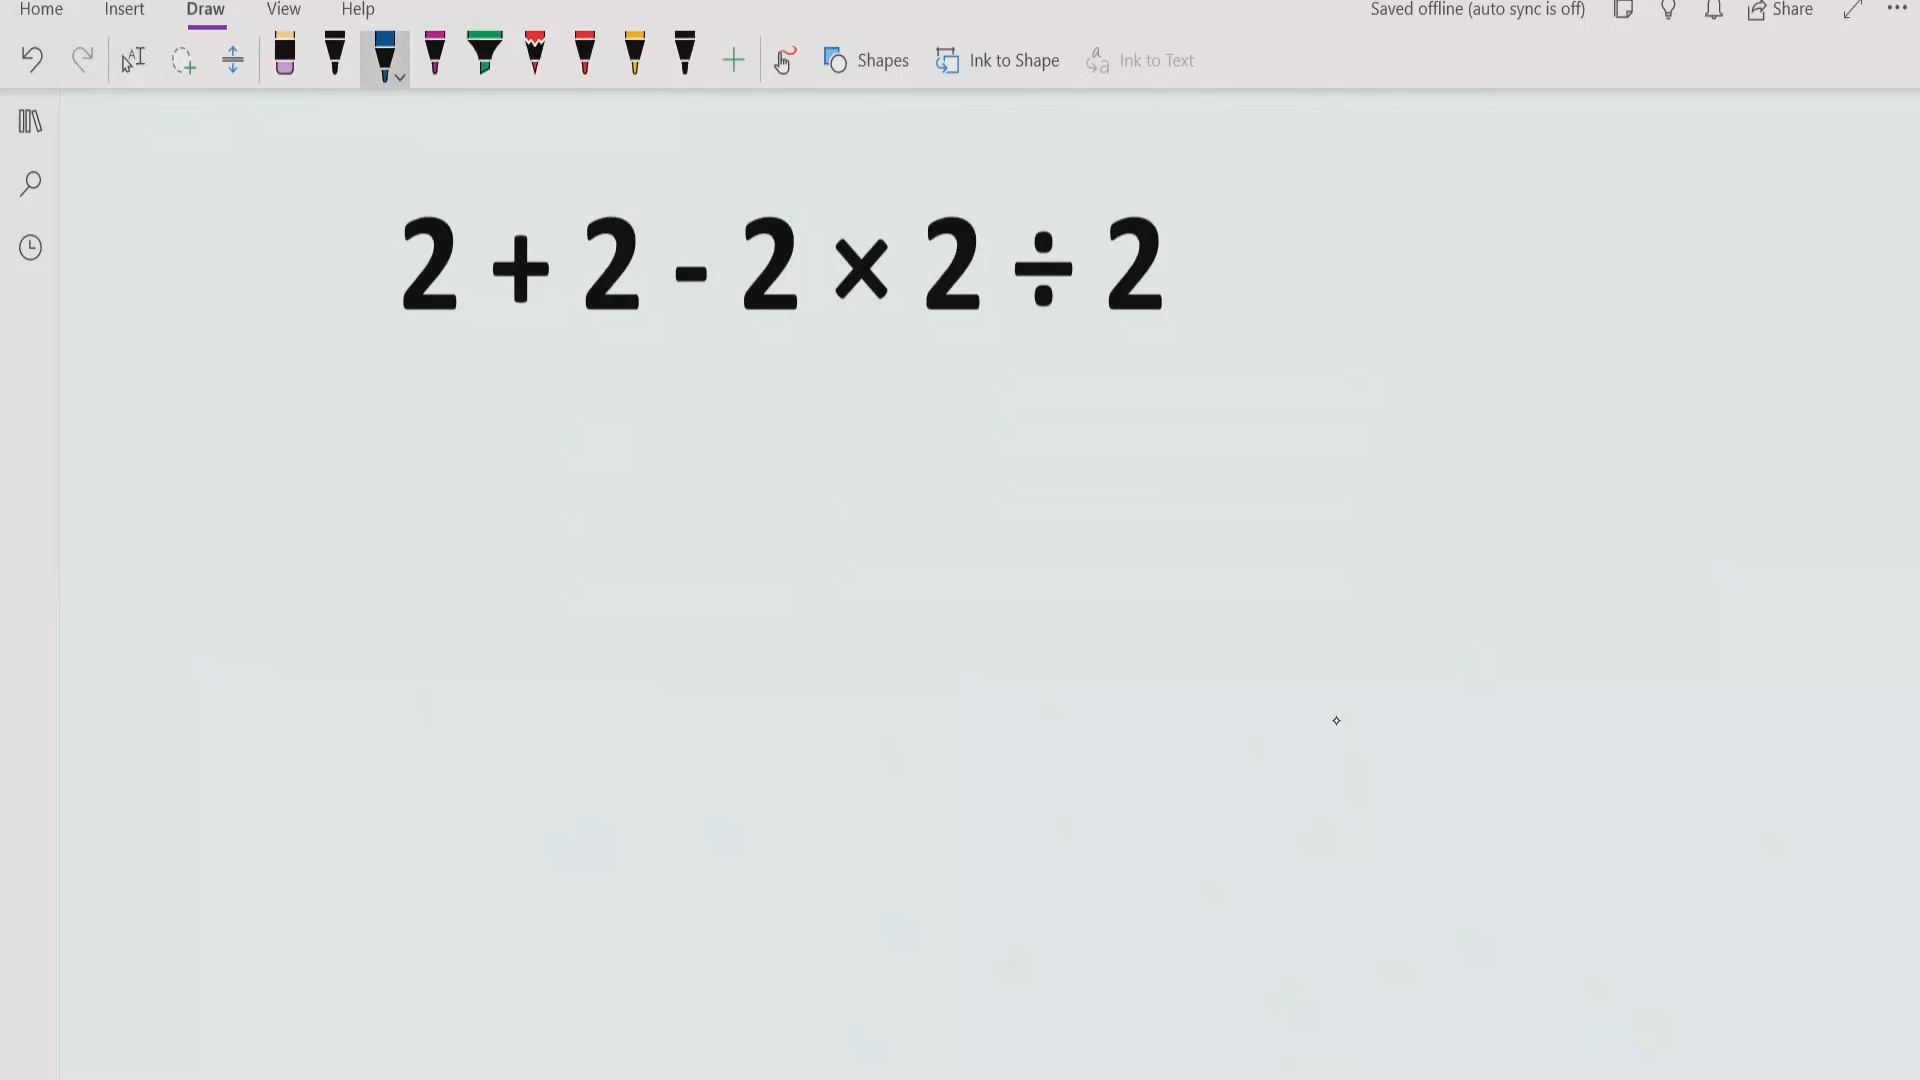 Home Insert Draw View Help Saved offline (auto sync is off) Share
Shapes Ink to Shape Ink to Text
2 + 2 - 2 × 2 ÷ 2